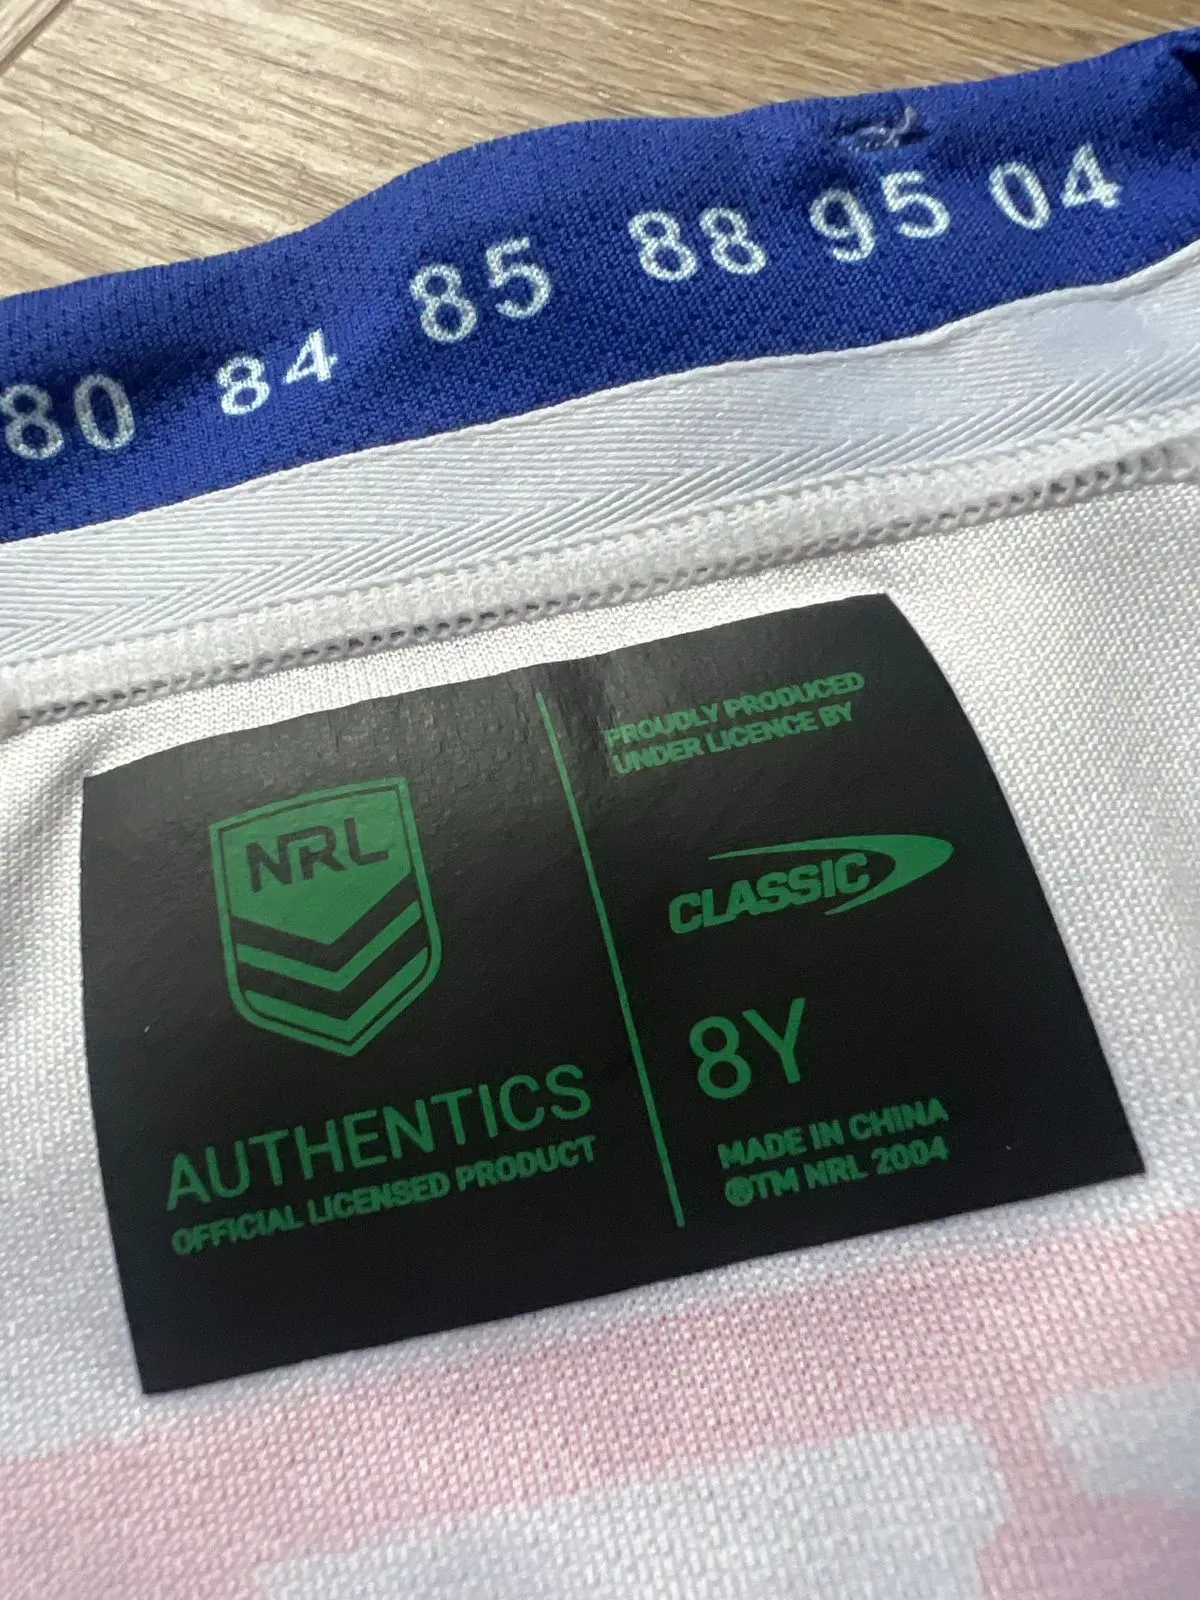 80 84 85 88 95 04
NRL
AUTHENTICS
OFFICIAL LICENSED PRODUCT
PROUDLY PRODUCED
UNDER LICENCE BY
CLASSIC
8Y
MADE IN CHINA
®TM NRL 2004